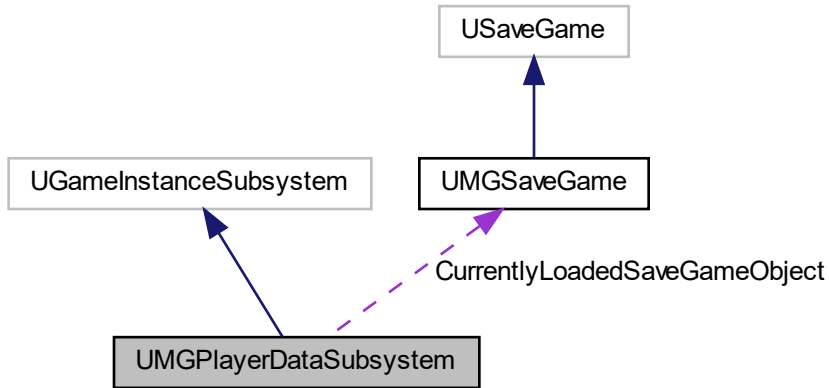 USaveGame
UGameInstanceSubsystem
UMGSaveGame
CurrentlyLoadedSaveGameObject
UMGPlayerDataSubsystem